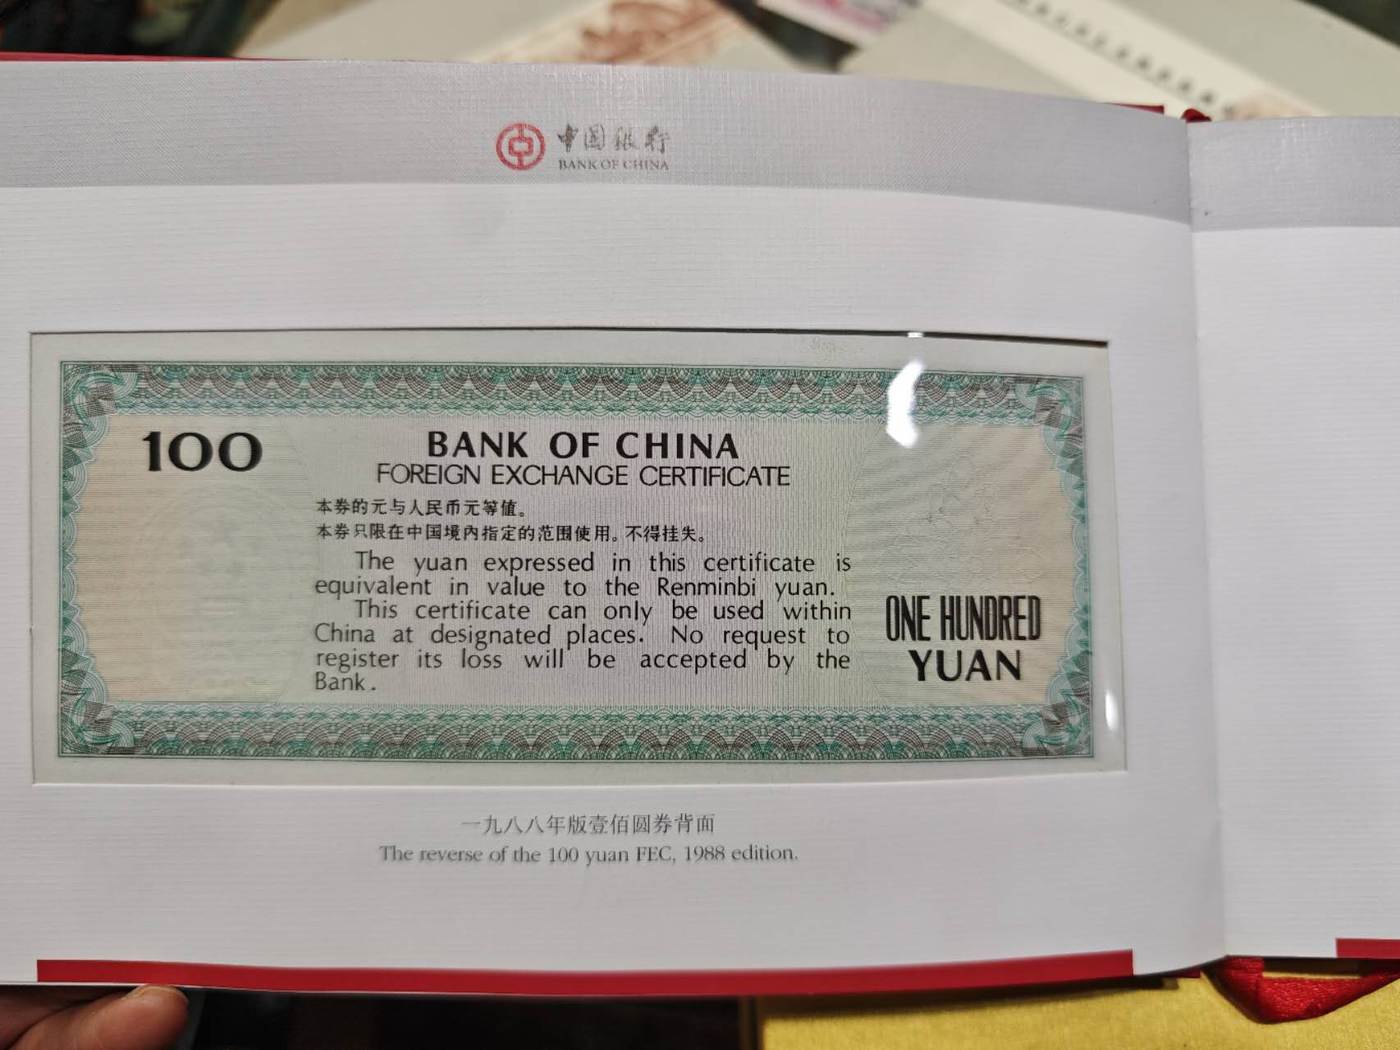 中国银行
BANK OF CHINA
100
BANK OF CHINA
FOREIGN EXCHANGE CERTIFICATE
本券的元与人民币元等值。
本券只限在中国境内指定的范围使用。不得挂失。
The yuan expressed in this certificate is
equivalent in value to the Renminbi yuan.
This certificate can only be used within
China at designated places. No request to
register its loss will be accepted by the
Bank.
ONE HUNDRED
YUAN
一九八八年版壹佰圆券背面
The reverse of the 100 yuan FEC, 1988 edition.